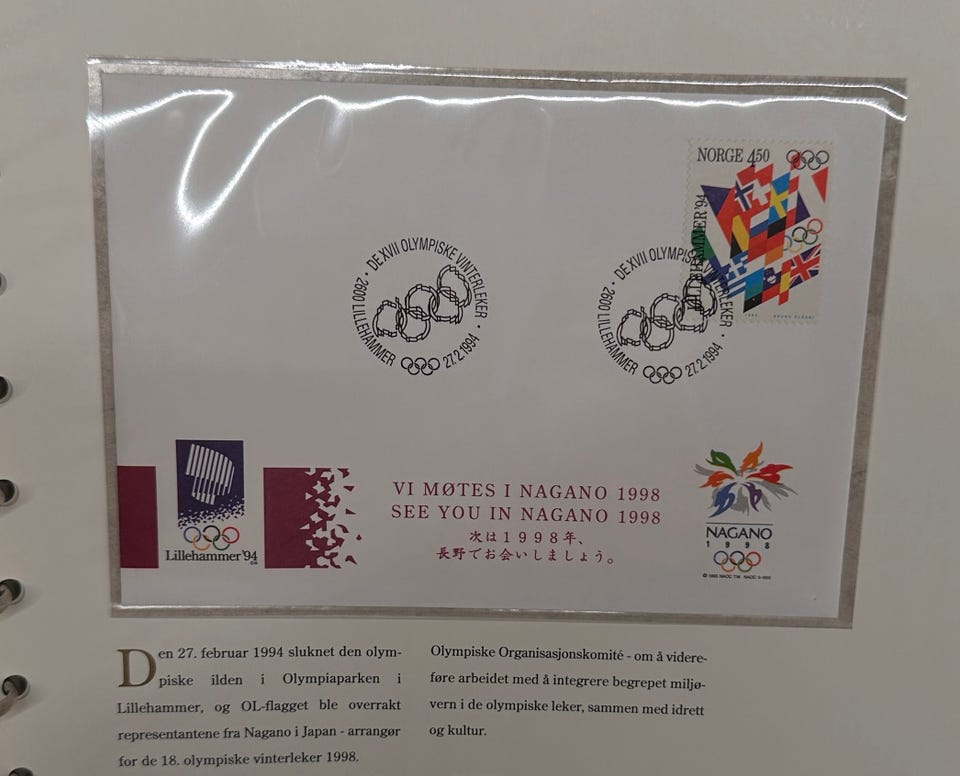 NORGE 4.50
LILLEHAMMER '94
DE XVII OLYMPISKE VINTERLEKER
2600 LILLEHAMMER
27.2.1994
DE XVII OLYMPISKE VINTERLEKER
2600 LILLEHAMMER
27.2.1994
Lillehammer '94
VI MØTES I NAGANO 1998
SEE YOU IN NAGANO 1998
次は1998年、
長野でお会いしましょう。
NAGANO
1998
Den 27. februar 1994 sluknet den olym-
piske ilden i Olympiaparken i
Lillehammer, og OL-flagget ble overrakt
representantene fra Nagano i Japan - arrangør
for de 18. olympiske vinterleker 1998.
Olympiske Organisasjonskomité - om å videre-
føre arbeidet med å integrere begrepet miljø-
vern i de olympiske leker, sammen med idrett
og kultur.